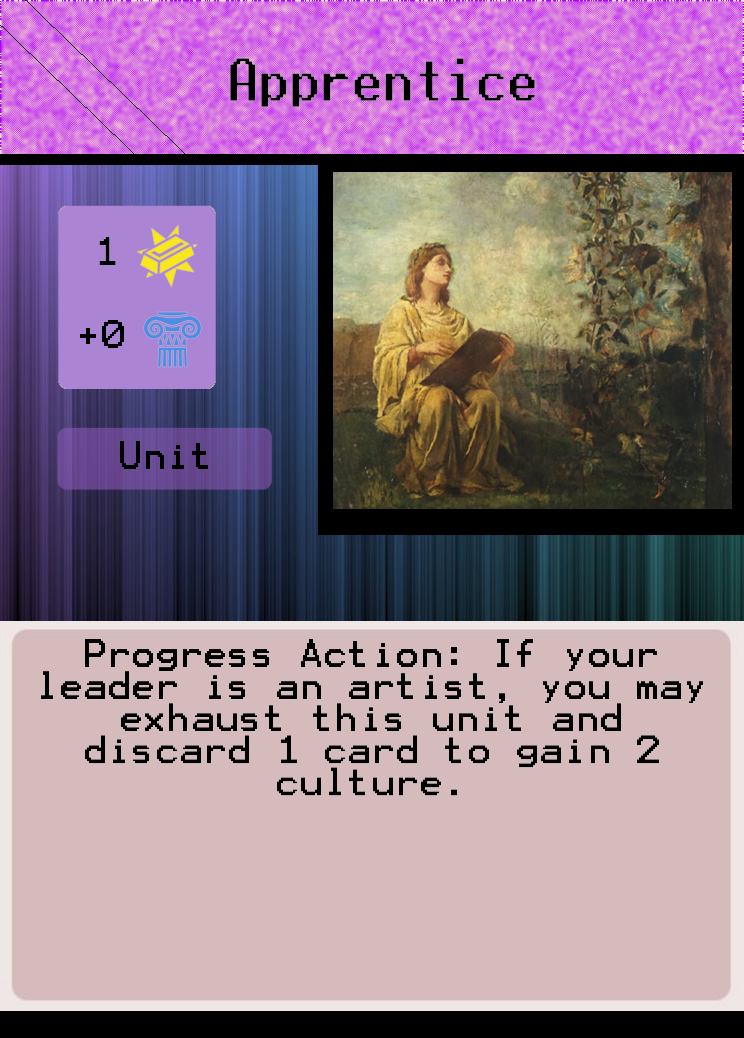 Apprentice
1
+0
Unit
Progress Action: If your
leader is an artist, you may
exhaust this unit and
discard 1 card to gain 2
culture.